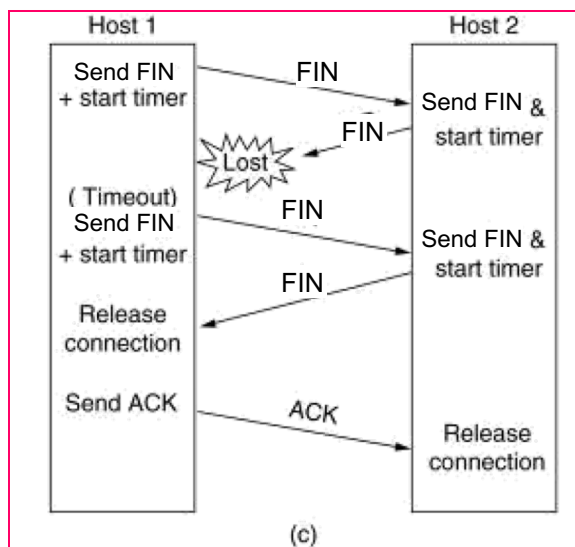 Host 1
Host 2
Send FIN
+ start timer
FIN
Send FIN &
start timer
FIN
Lost
( Timeout)
Send FIN
+ start timer
FIN
Send FIN &
start timer
FIN
Release
connection
Send ACK
ACK
Release
connection
(c)